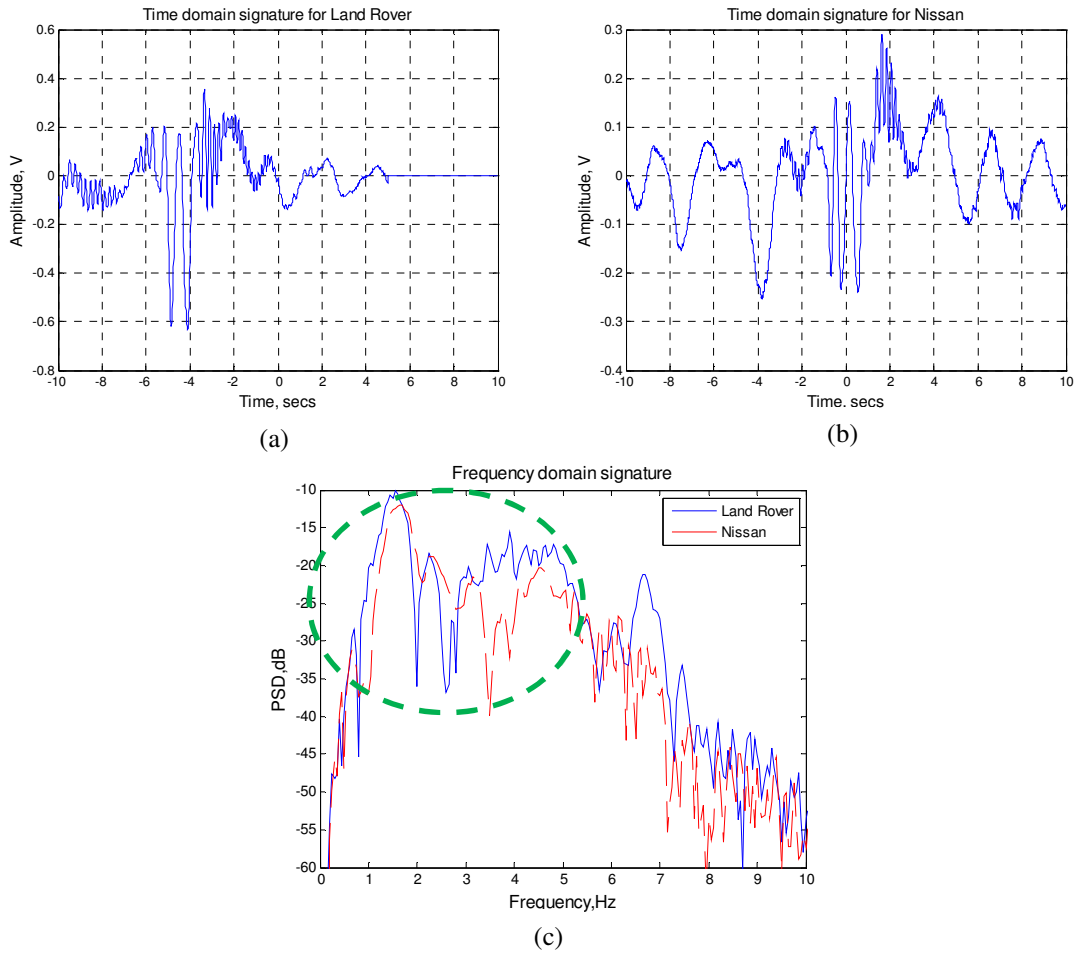 Time domain signature for Land Rover
0.6
0.4
0.2
0
-0.2
-0.4
-0.6
-0.8
Amplitude, V
-10 -8 -6 -4 -2 0 2 4 6 8 10
Time, secs
(a)
Time domain signature for Nissan
0.3
0.2
0.1
0
-0.1
-0.2
-0.3
-0.4
Amplitude, V
-10 -8 -6 -4 -2 0 2 4 6 8 10
Time. secs
(b)
Frequency domain signature
-10
-15
-20
-25
-30
-35
-40
-45
-50
-55
-60
PSD,dB
Land Rover
Nissan
0 1 2 3 4 5 6 7 8 9 10
Frequency,Hz
(c)